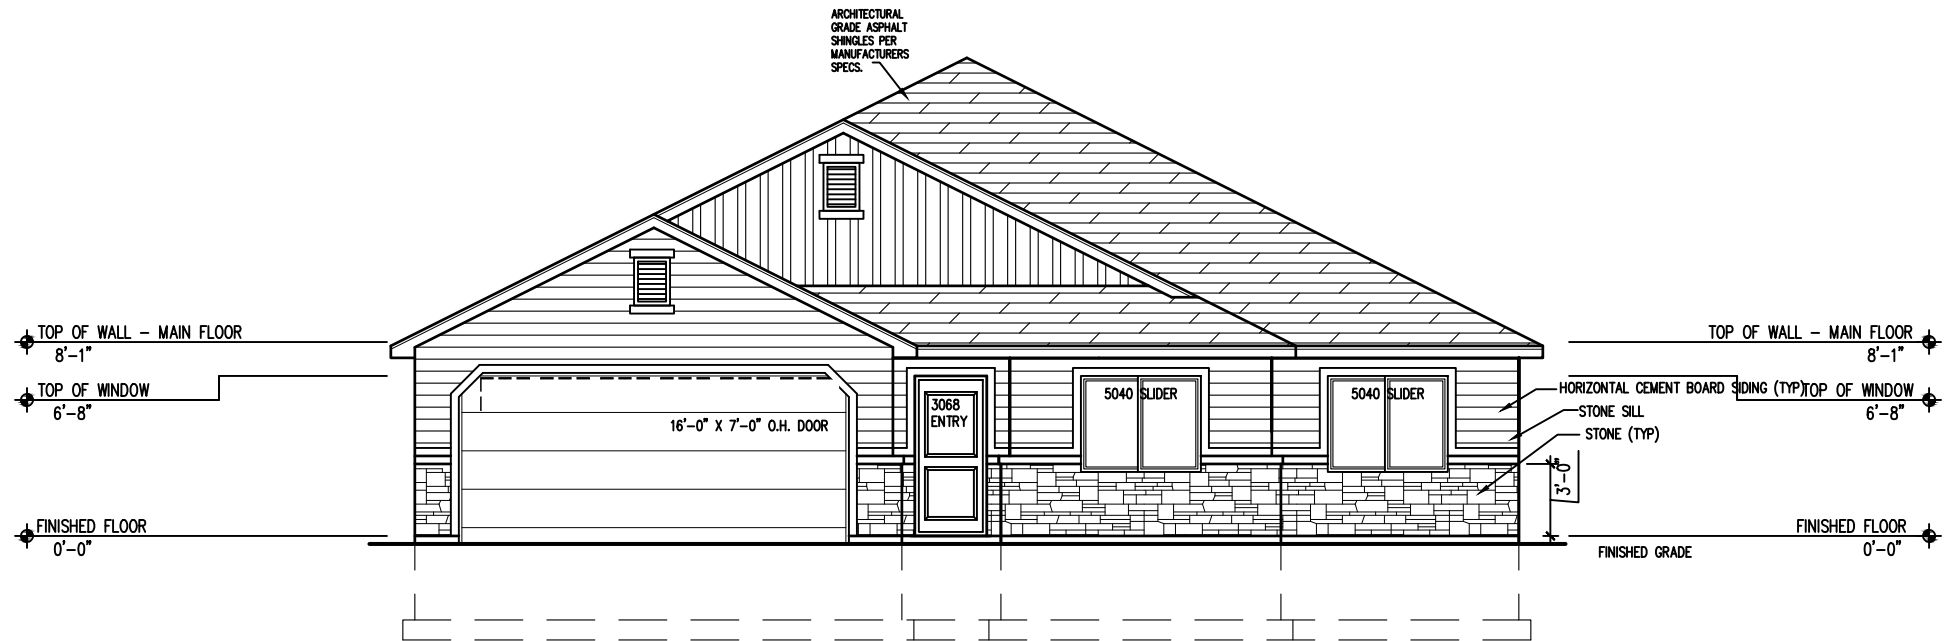 ARCHITECTURAL
GRADE ASPHALT
SHINGLES PER
MANUFACTURERS
SPECS.
TOP OF WALL – MAIN FLOOR
8'-1"
TOP OF WINDOW
6'-8"
FINISHED FLOOR
0'-0"
16'-0" X 7'-0" O.H. DOOR
3068
ENTRY
5040 SLIDER
5040 SLIDER
TOP OF WALL – MAIN FLOOR
8'-1"
HORIZONTAL CEMENT BOARD SIDING (TYP)
TOP OF WINDOW
6'-8"
STONE SILL
STONE (TYP)
3'-0"
FINISHED FLOOR
0'-0"
FINISHED GRADE